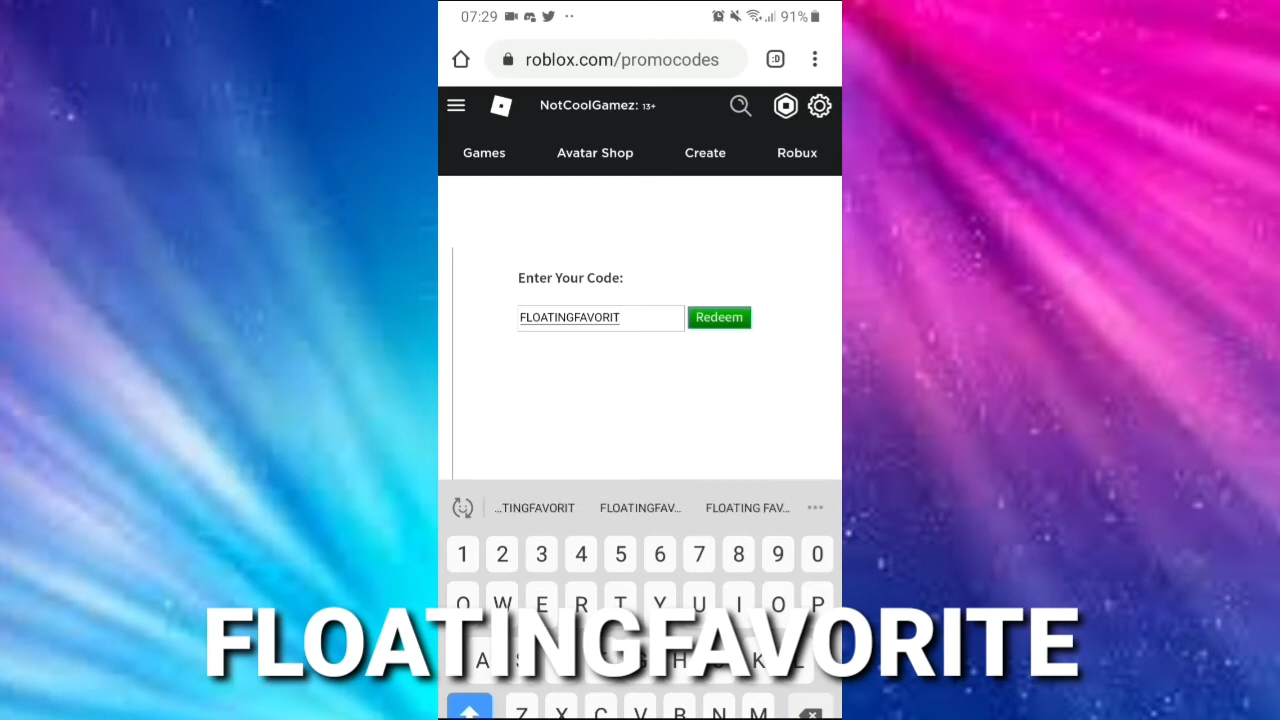 07:29 91%
roblox.com/promocodes :D
NotCoolGamez: 13+
Games Avatar Shop Create Robux
Enter Your Code:
FLOATINGFAVORIT Redeem
...TINGFAVORIT FLOATINGFAV... FLOATING FAV...
1 2 3 4 5 6 7 8 9 0
Q W E R T Y U I O P
FLOATINGFAVORITE
A S G H K L
Z X C V B N M